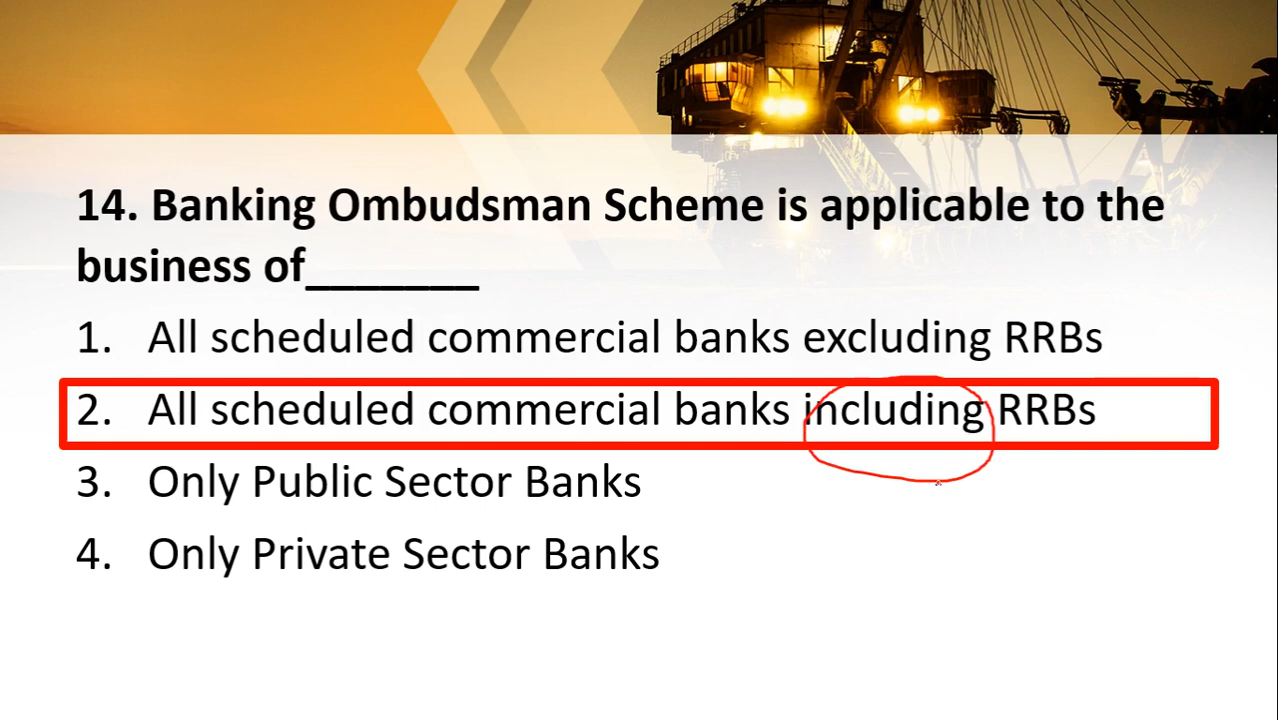 14. Banking Ombudsman Scheme is applicable to the
business of_______
1. All scheduled commercial banks excluding RRBs
2. All scheduled commercial banks including RRBs
3. Only Public Sector Banks
4. Only Private Sector Banks